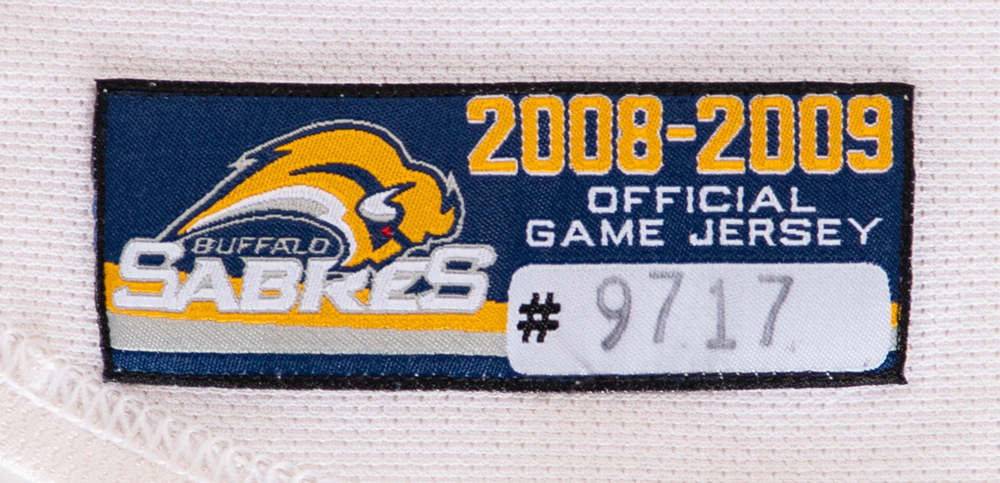 BUFFALO
SABRES
2008-2009
OFFICIAL
GAME JERSEY
# 9717